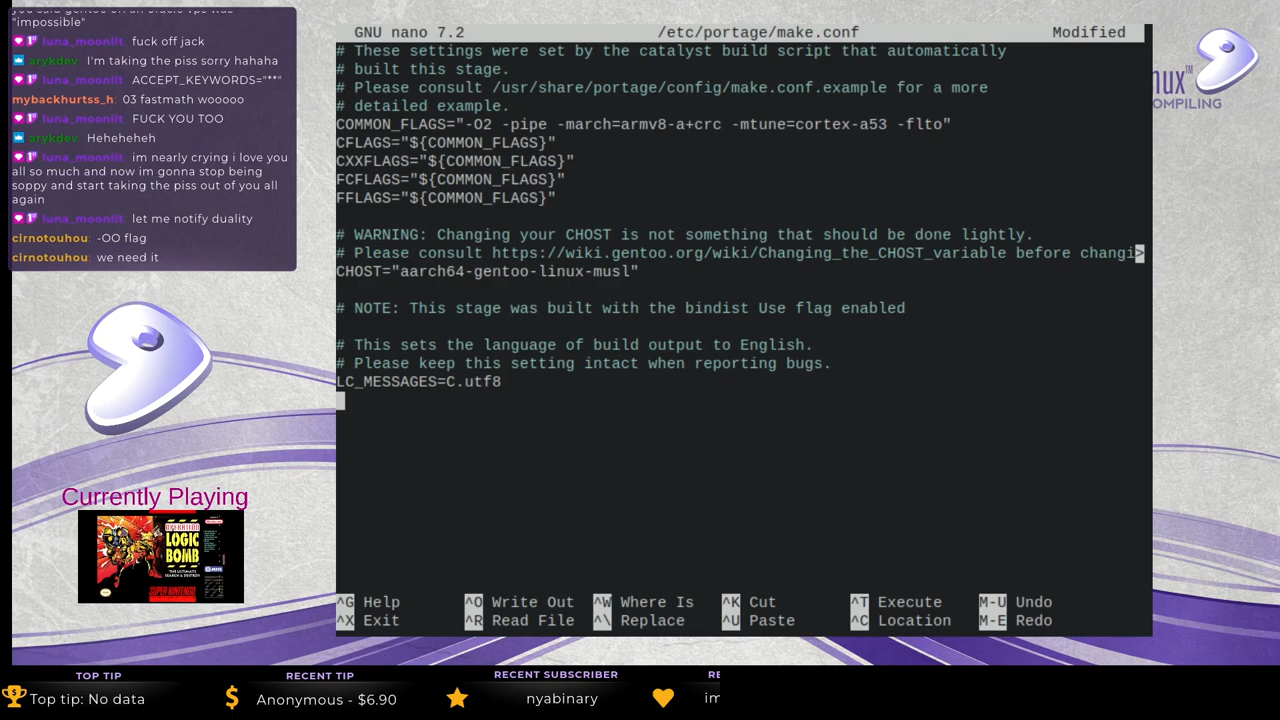 "impossible"
luna_moonlit fuck off jack
arykdev: I'm taking the piss sorry hahaha
luna_moonlit ACCEPT_KEYWORDS="**"
mybackhurtss_h: 03 fastmath wooooo
luna_moonlit FUCK YOU TOO
arykdev: Heheheheh
luna_moonlit im nearly crying i love you
all so much and now im gonna stop being
soppy and start taking the piss out of you all
again
luna_moonlit let me notify duality
cirnotouhou: -OO flag
cirnotouhou: we need it
GNU nano 7.2 /etc/portage/make.conf Modified
# These settings were set by the catalyst build script that automatically
# built this stage.
# Please consult /usr/share/portage/config/make.conf.example for a more
# detailed example.
COMMON_FLAGS="-O2 -pipe -march=armv8-a+crc -mtune=cortex-a53 -flto"
CFLAGS="${COMMON_FLAGS}"
CXXFLAGS="${COMMON_FLAGS}"
FCFLAGS="${COMMON_FLAGS}"
FFLAGS="${COMMON_FLAGS}"
# WARNING: Changing your CHOST is not something that should be done lightly.
# Please consult https://wiki.gentoo.org/wiki/Changing_the_CHOST_variable before changi>
CHOST="aarch64-gentoo-linux-musl"
# NOTE: This stage was built with the bindist Use flag enabled
# This sets the language of build output to English.
# Please keep this setting intact when reporting bugs.
LC_MESSAGES=C.utf8
^G Help ^O Write Out ^W Where Is ^K Cut ^T Execute M-U Undo
^X Exit ^R Read File ^\ Replace ^U Paste ^C Location M-E Redo
nux™
OMPILING
Currently Playing
OPERATION
LOGIC
BOMB
THE ULTIMATE
SEARCH & DESTROY
SUPER NINTENDO
TOP TIP
Top tip: No data
RECENT TIP
Anonymous - $6.90
RECENT SUBSCRIBER
nyabinary
RE
im